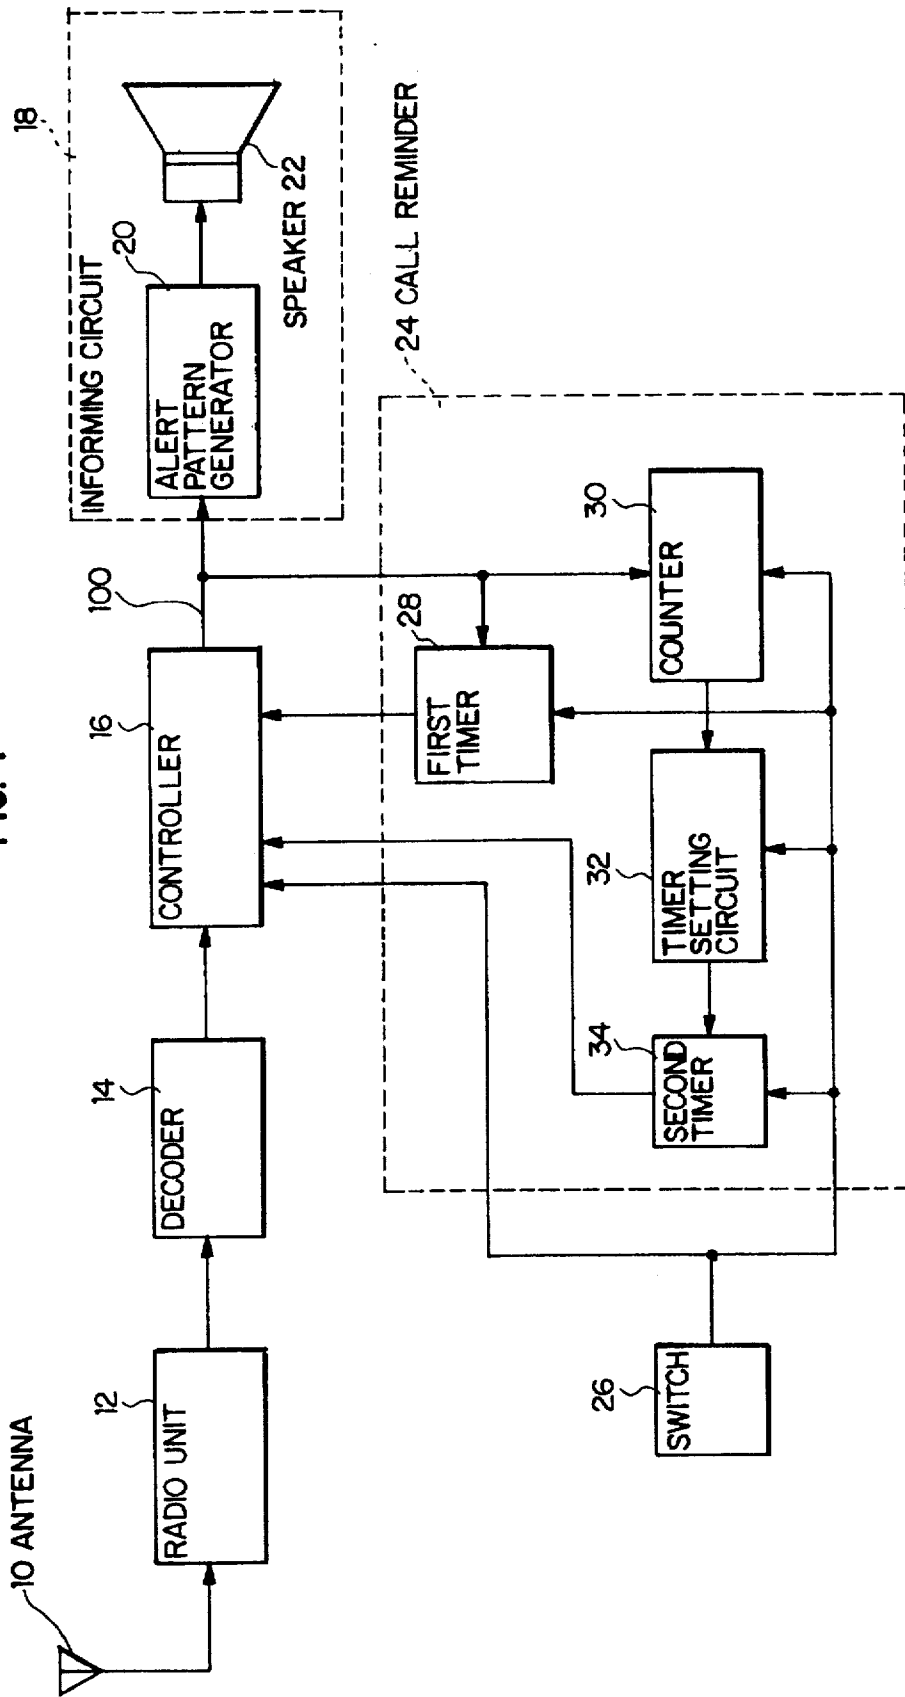 10 ANTENNA
12
RADIO UNIT
14
DECODER
16
CONTROLLER
100
18
INFORMING CIRCUIT
20
ALERT
PATTERN
GENERATOR
SPEAKER 22
24 CALL REMINDER
26
SWITCH
28
FIRST
TIMER
30
COUNTER
32
TIMER
SETTING
CIRCUIT
34
SECOND
TIMER